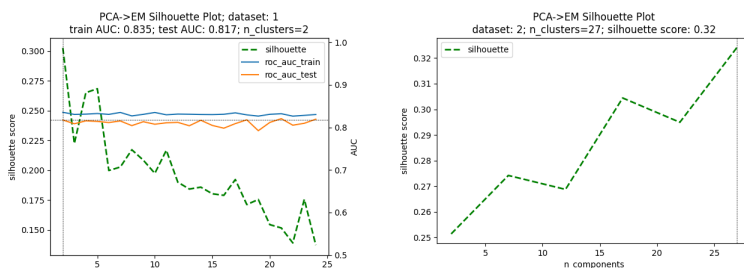 PCA->EM Silhouette Plot; dataset: 1
train AUC: 0.835; test AUC: 0.817; n_clusters=2
silhouette
roc_auc_train
roc_auc_test
silhouette score
0.300
0.275
0.250
0.225
0.200
0.175
0.150
5
10
15
20
25
1.0
0.9
0.8
0.7
0.6
0.5
AUC
PCA->EM Silhouette Plot
dataset: 2; n_clusters=27; silhouette score: 0.32
silhouette
silhouette score
0.32
0.31
0.30
0.29
0.28
0.27
0.26
0.25
5
10
15
20
25
n_components